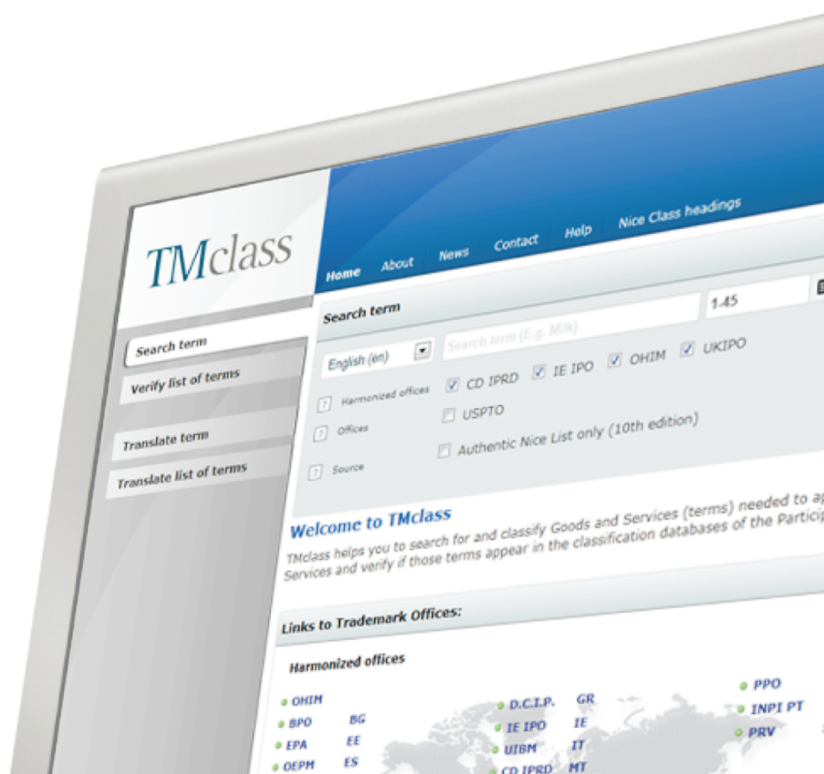 TMclass
Home About News Contact Help Nice Class headings
Search term
Verify list of terms
Translate term
Translate list of terms
Search term
English (en) Search term (E.g. Milk) 1-45
Harmonized offices CD IPRD IE IPO OHIM UKIPO
Offices USPTO
Source Authentic Nice List only (10th edition)
Welcome to TMclass
TMclass helps you to search for and classify Goods and Services (terms) needed to
Services and verify if those terms appear in the classification databases of the
Links to Trademark Offices:
Harmonized offices
OHIM
BPO BG
EPA EE
OEPM ES
D.C.I.P. GR
IE IPO IE
UIBM IT
CD IPRD MT
PPO
INPI PT
PRV